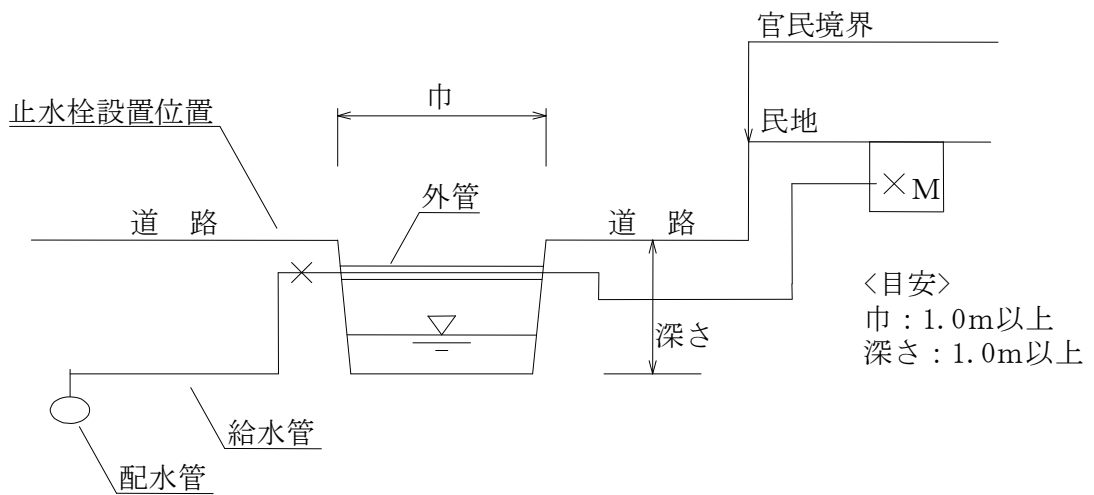 官民境界
巾
民地
止水栓設置位置
M
外管
道　路
道　路
<目安>
巾：1.0m以上
深さ：1.0m以上
深さ
給水管
配水管